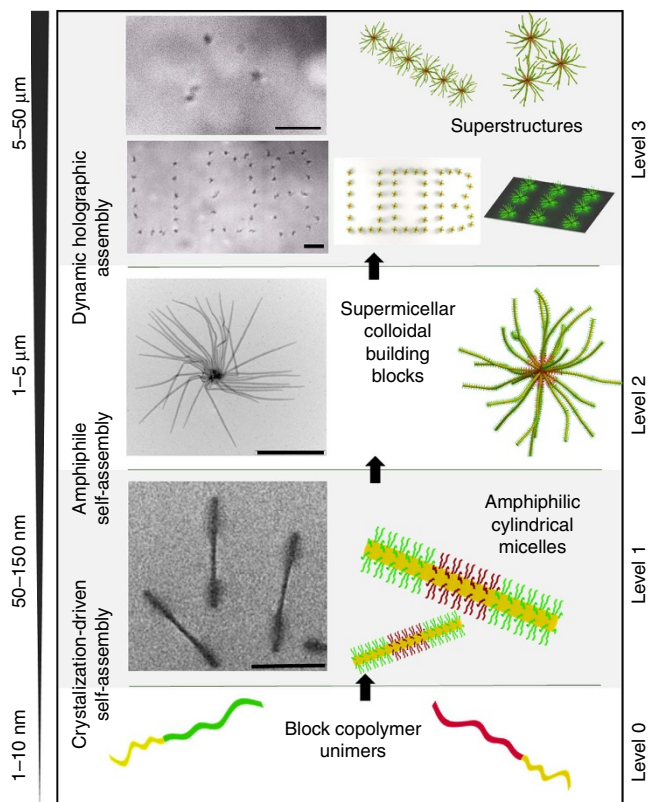 5–50 μm
Dynamic holographic
assembly
Superstructures
Level 3
1–5 μm
Amphiphile
self-assembly
Supermicellar
colloidal
building
blocks
Level 2
50–150 nm
Crystalization-driven
self-assembly
Amphiphilic
cylindrical
micelles
Level 1
1–10 nm
Block copolymer
unimers
Level 0